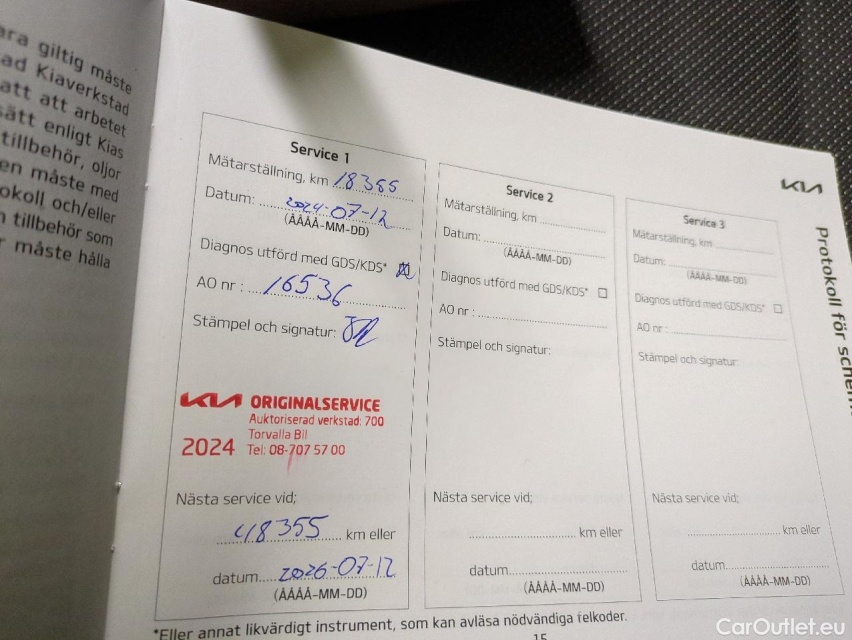 ara giltig måste
ad Kiaverkstad
att att arbetet
sätt enligt Kias
tillbehör, oljor
en måste med
okoll och/eller
n tillbehör som
r måste hålla
KIA
Protokoll för schem
Service 1
Mätarställning, km 18355
Datum: 2024-07-12
(ÅÅÅÅ-MM-DD)
Diagnos utförd med GDS/KDS*
AO nr : 16536
Stämpel och signatur:
KIA ORIGINALSERVICE
Auktoriserad verkstad: 700
Torvalla Bil
2024 Tel: 08-707 57 00
Nästa service vid;
48355 km eller
datum 2026-07-12
(ÅÅÅÅ-MM-DD)
Service 2
Mätarställning, km
Datum:
(ÅÅÅÅ-MM-DD)
Diagnos utförd med GDS/KDS*
AO nr :
Stämpel och signatur:
Nästa service vid;
km eller
datum
(ÅÅÅÅ-MM-DD)
Service 3
Mätarställning, km
Datum:
(ÅÅÅÅ-MM-DD)
Diagnos utförd med GDS/KDS*
AO nr :
Stämpel och signatur:
Nästa service vid;
km eller
datum
(ÅÅÅÅ-MM-DD)
*Eller annat likvärdigt instrument, som kan avläsa nödvändiga felkoder.
15
CarOutlet.eu